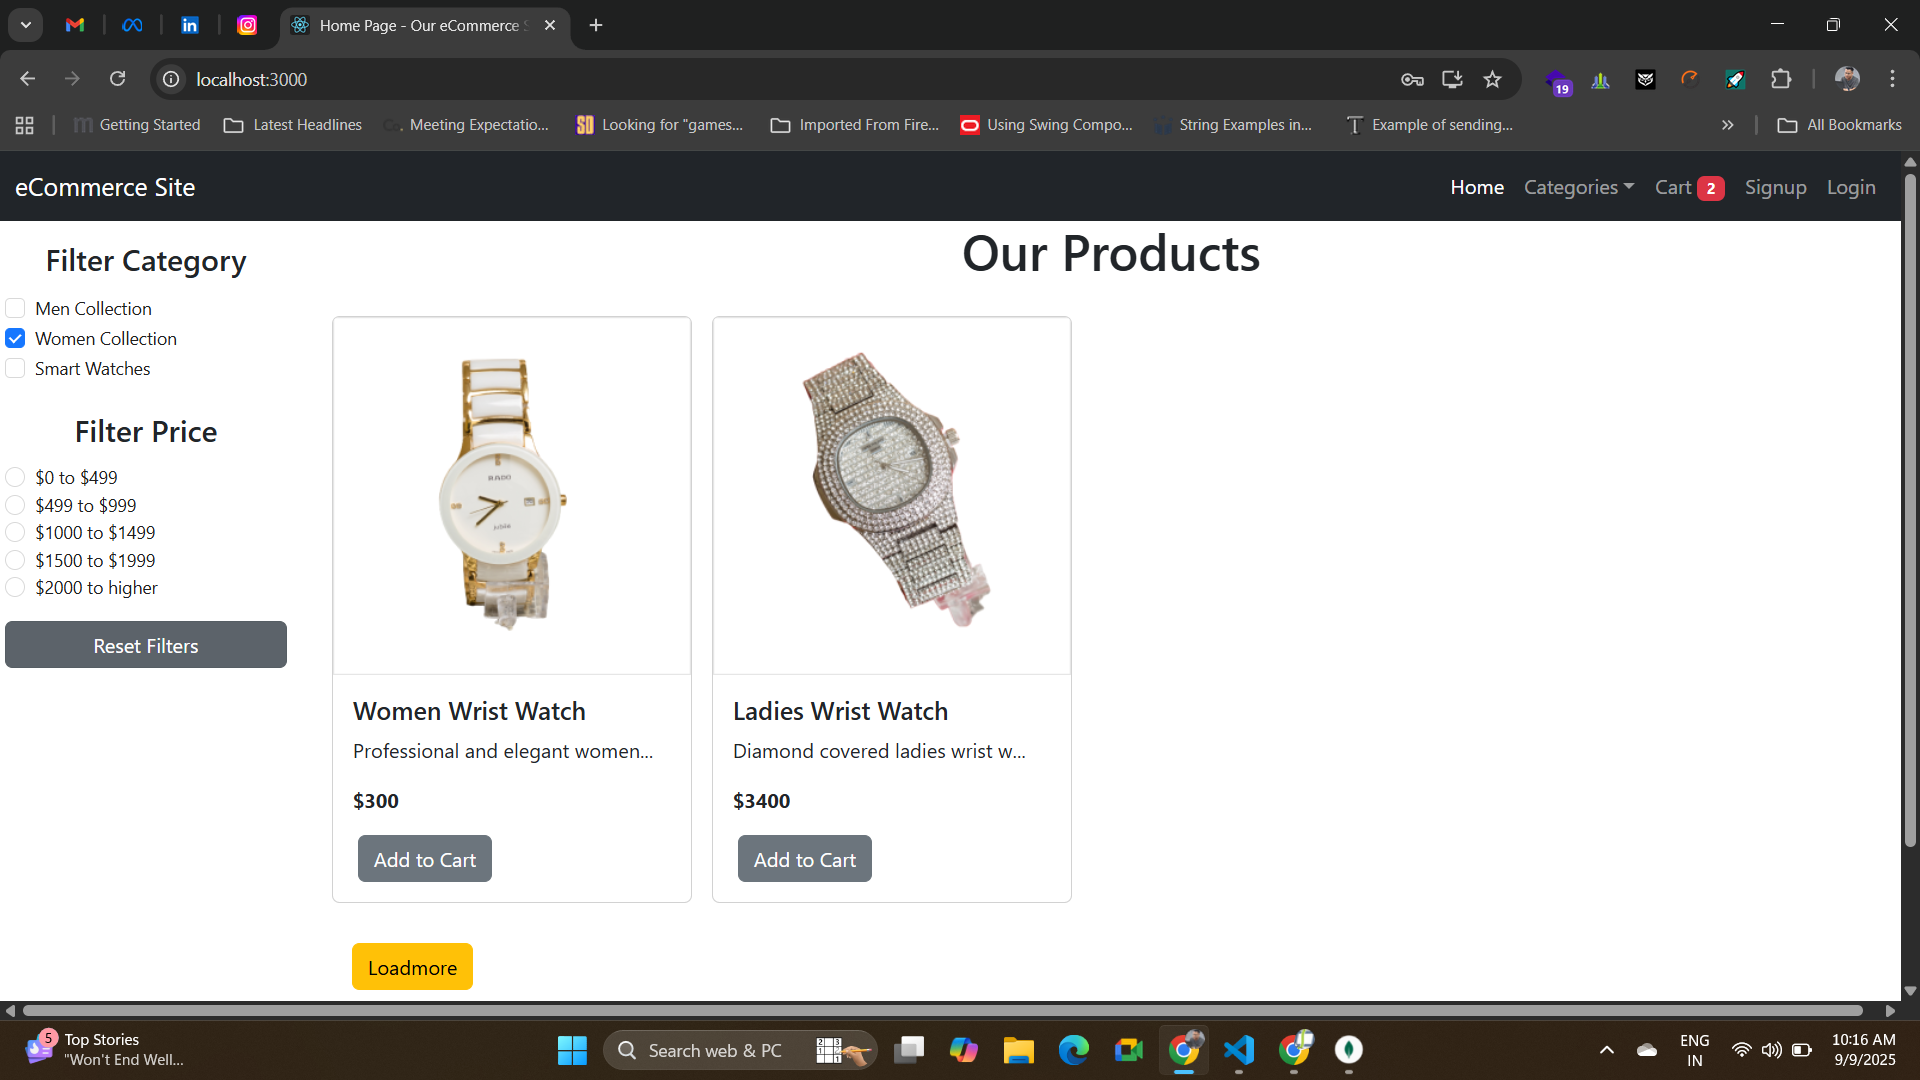 Home Page - Our eCommerce S
localhost:3000
19
Getting Started
Latest Headlines
Meeting Expectatio...
Looking for "games...
Imported From Fire...
Using Swing Compo...
String Examples in...
Example of sending...
All Bookmarks
eCommerce Site
Home
Categories
Cart 2
Signup
Login
Filter Category
Men Collection
Women Collection
Smart Watches
Filter Price
$0 to $499
$499 to $999
$1000 to $1499
$1500 to $1999
$2000 to higher
Reset Filters
Our Products
RADO
Women Wrist Watch
Professional and elegant women...
$300
Add to Cart
Ladies Wrist Watch
Diamond covered ladies wrist w...
$3400
Add to Cart
Loadmore
5
Top Stories
"Won't End Well...
Search web & PC
ENG
IN
10:16 AM
9/9/2025